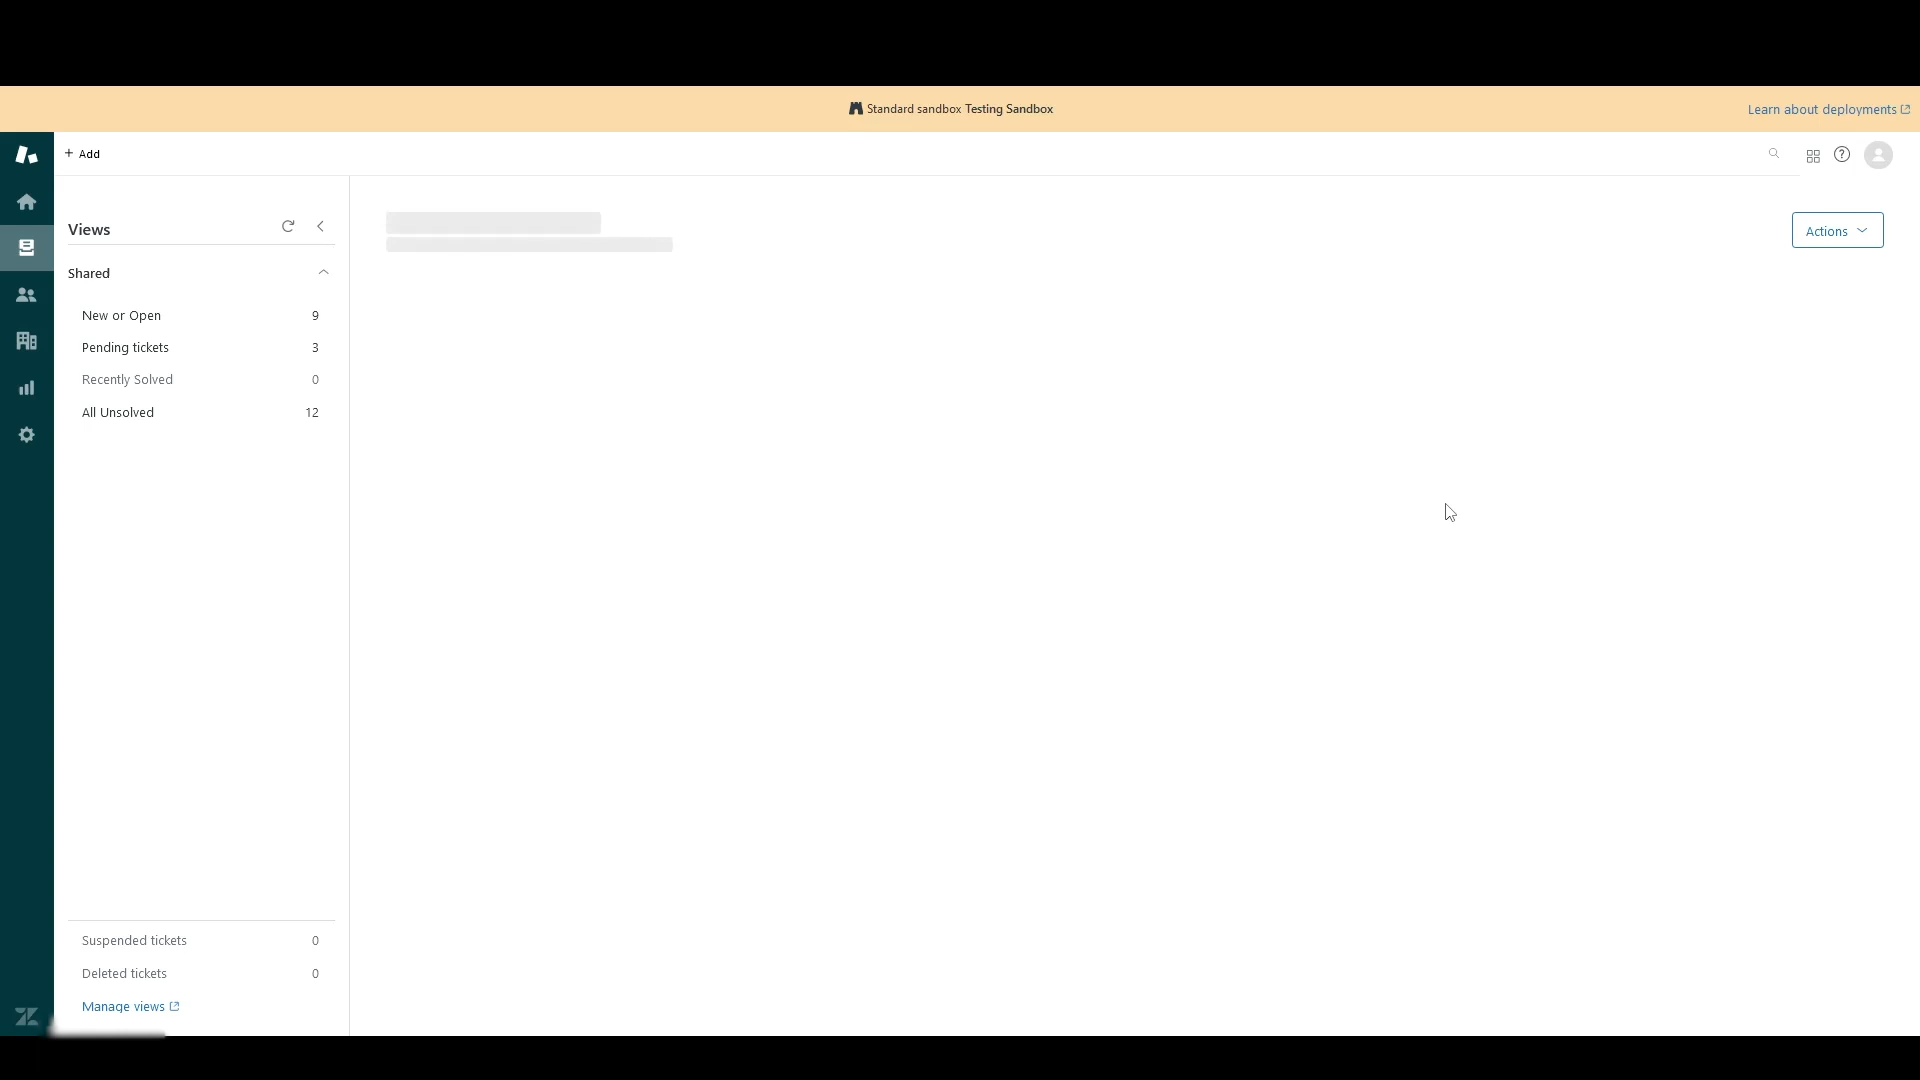 Standard sandbox Testing Sandbox
Learn about deployments
+ Add
Views
Actions
Shared
New or Open 9
Pending tickets 3
Recently Solved 0
All Unsolved 12
Suspended tickets 0
Deleted tickets 0
Manage views